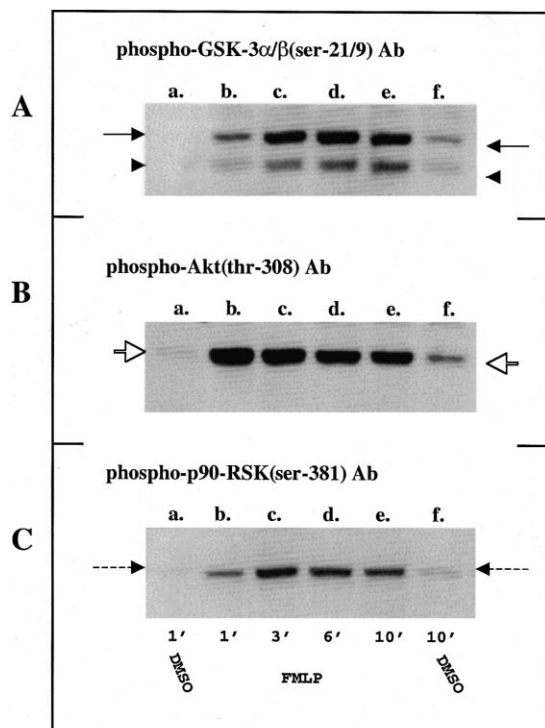 phospho-GSK-3α/β(ser-21/9) Ab
A
a. b. c. d. e. f.
phospho-Akt(thr-308) Ab
B
a. b. c. d. e. f.
phospho-p90-RSK(ser-381) Ab
C
a. b. c. d. e. f.
1′ 1′ 3′ 6′ 10′ 10′
DMSO FMLP DMSO